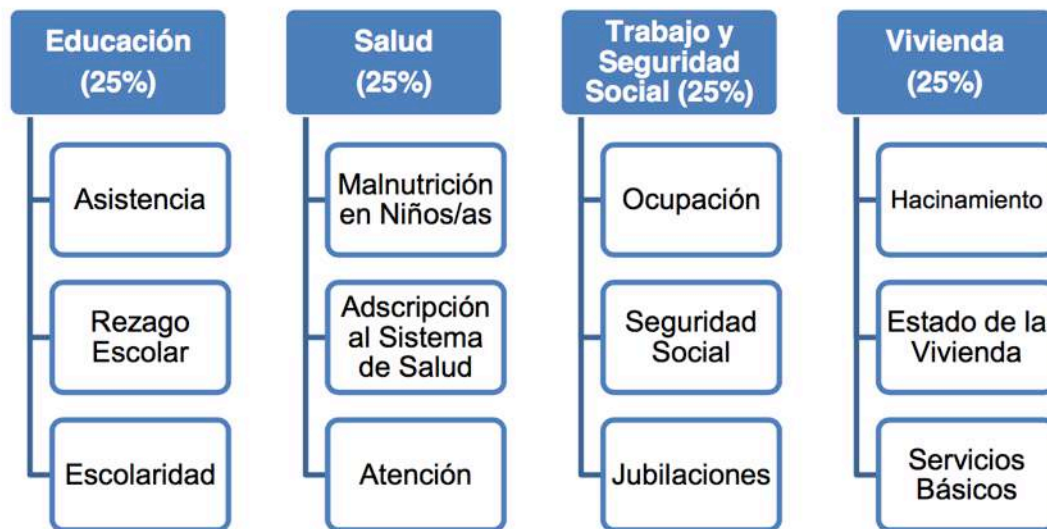 Educación
(25%)
Asistencia
Rezago
Escolar
Escolaridad
Salud
(25%)
Malnutrición
en Niños/as
Adscripción
al Sistema
de Salud
Atención
Trabajo y
Seguridad
Social (25%)
Ocupación
Seguridad
Social
Jubilaciones
Vivienda
(25%)
Hacinamiento
Estado de la
Vivienda
Servicios
Básicos